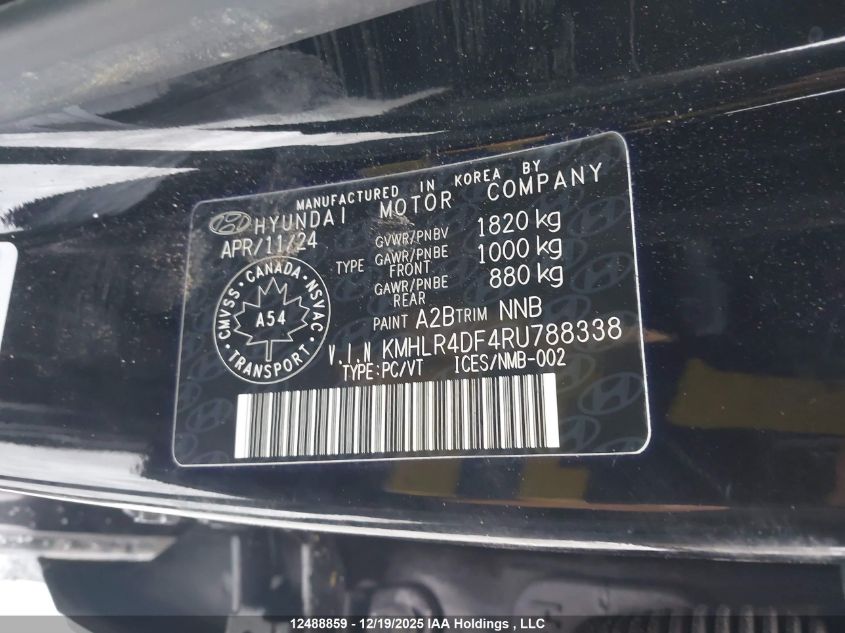 MANUFACTURED IN KOREA BY
HYUNDAI MOTOR COMPANY
APR/11/24 GVWR/PNBV 1820 kg
TYPE GAWR/PNBE FRONT 1000 kg
GAWR/PNBE REAR 880 kg
PAINT A2B TRIM NNB
V.I.N KMHLR4DF4RU788338
TYPE:PC/VT ICES/NMB-002
CMVSS · CANADA · NSVAC
A54
TRANSPORT
12488859 - 12/19/2025 IAA Holdings , LLC